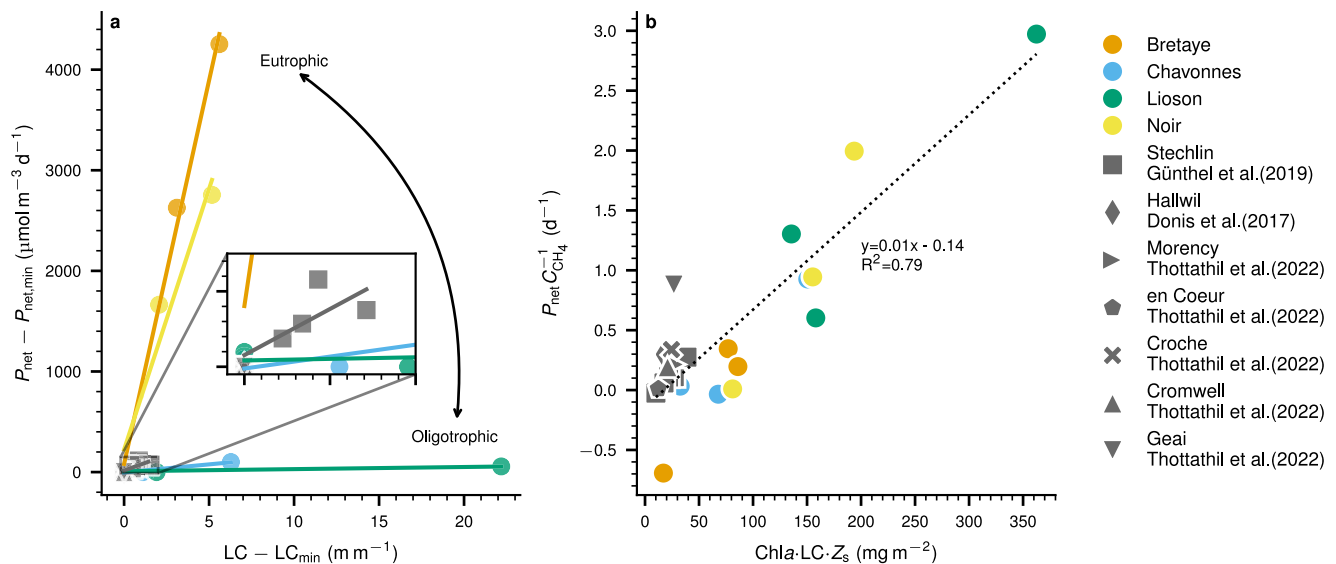 a
Eutrophic
Oligotrophic
4000
3000
2000
1000
0
P_net − P_net,min (μmol m⁻³ d⁻¹)
0 5 10 15 20
LC − LC_min (m m⁻¹)
b
3.0
2.5
2.0
1.5
1.0
0.5
0.0
−0.5
P_net C_CH₄⁻¹ (d⁻¹)
y=0.01x - 0.14
R²=0.79
0 50 100 150 200 250 300 350
Chla·LC·Z_s (mg m⁻²)
Bretaye
Chavonnes
Lioson
Noir
Stechlin
Günthel et al.(2019)
Hallwil
Donis et al.(2017)
Morency
Thottathil et al.(2022)
en Coeur
Thottathil et al.(2022)
Croche
Thottathil et al.(2022)
Cromwell
Thottathil et al.(2022)
Geai
Thottathil et al.(2022)